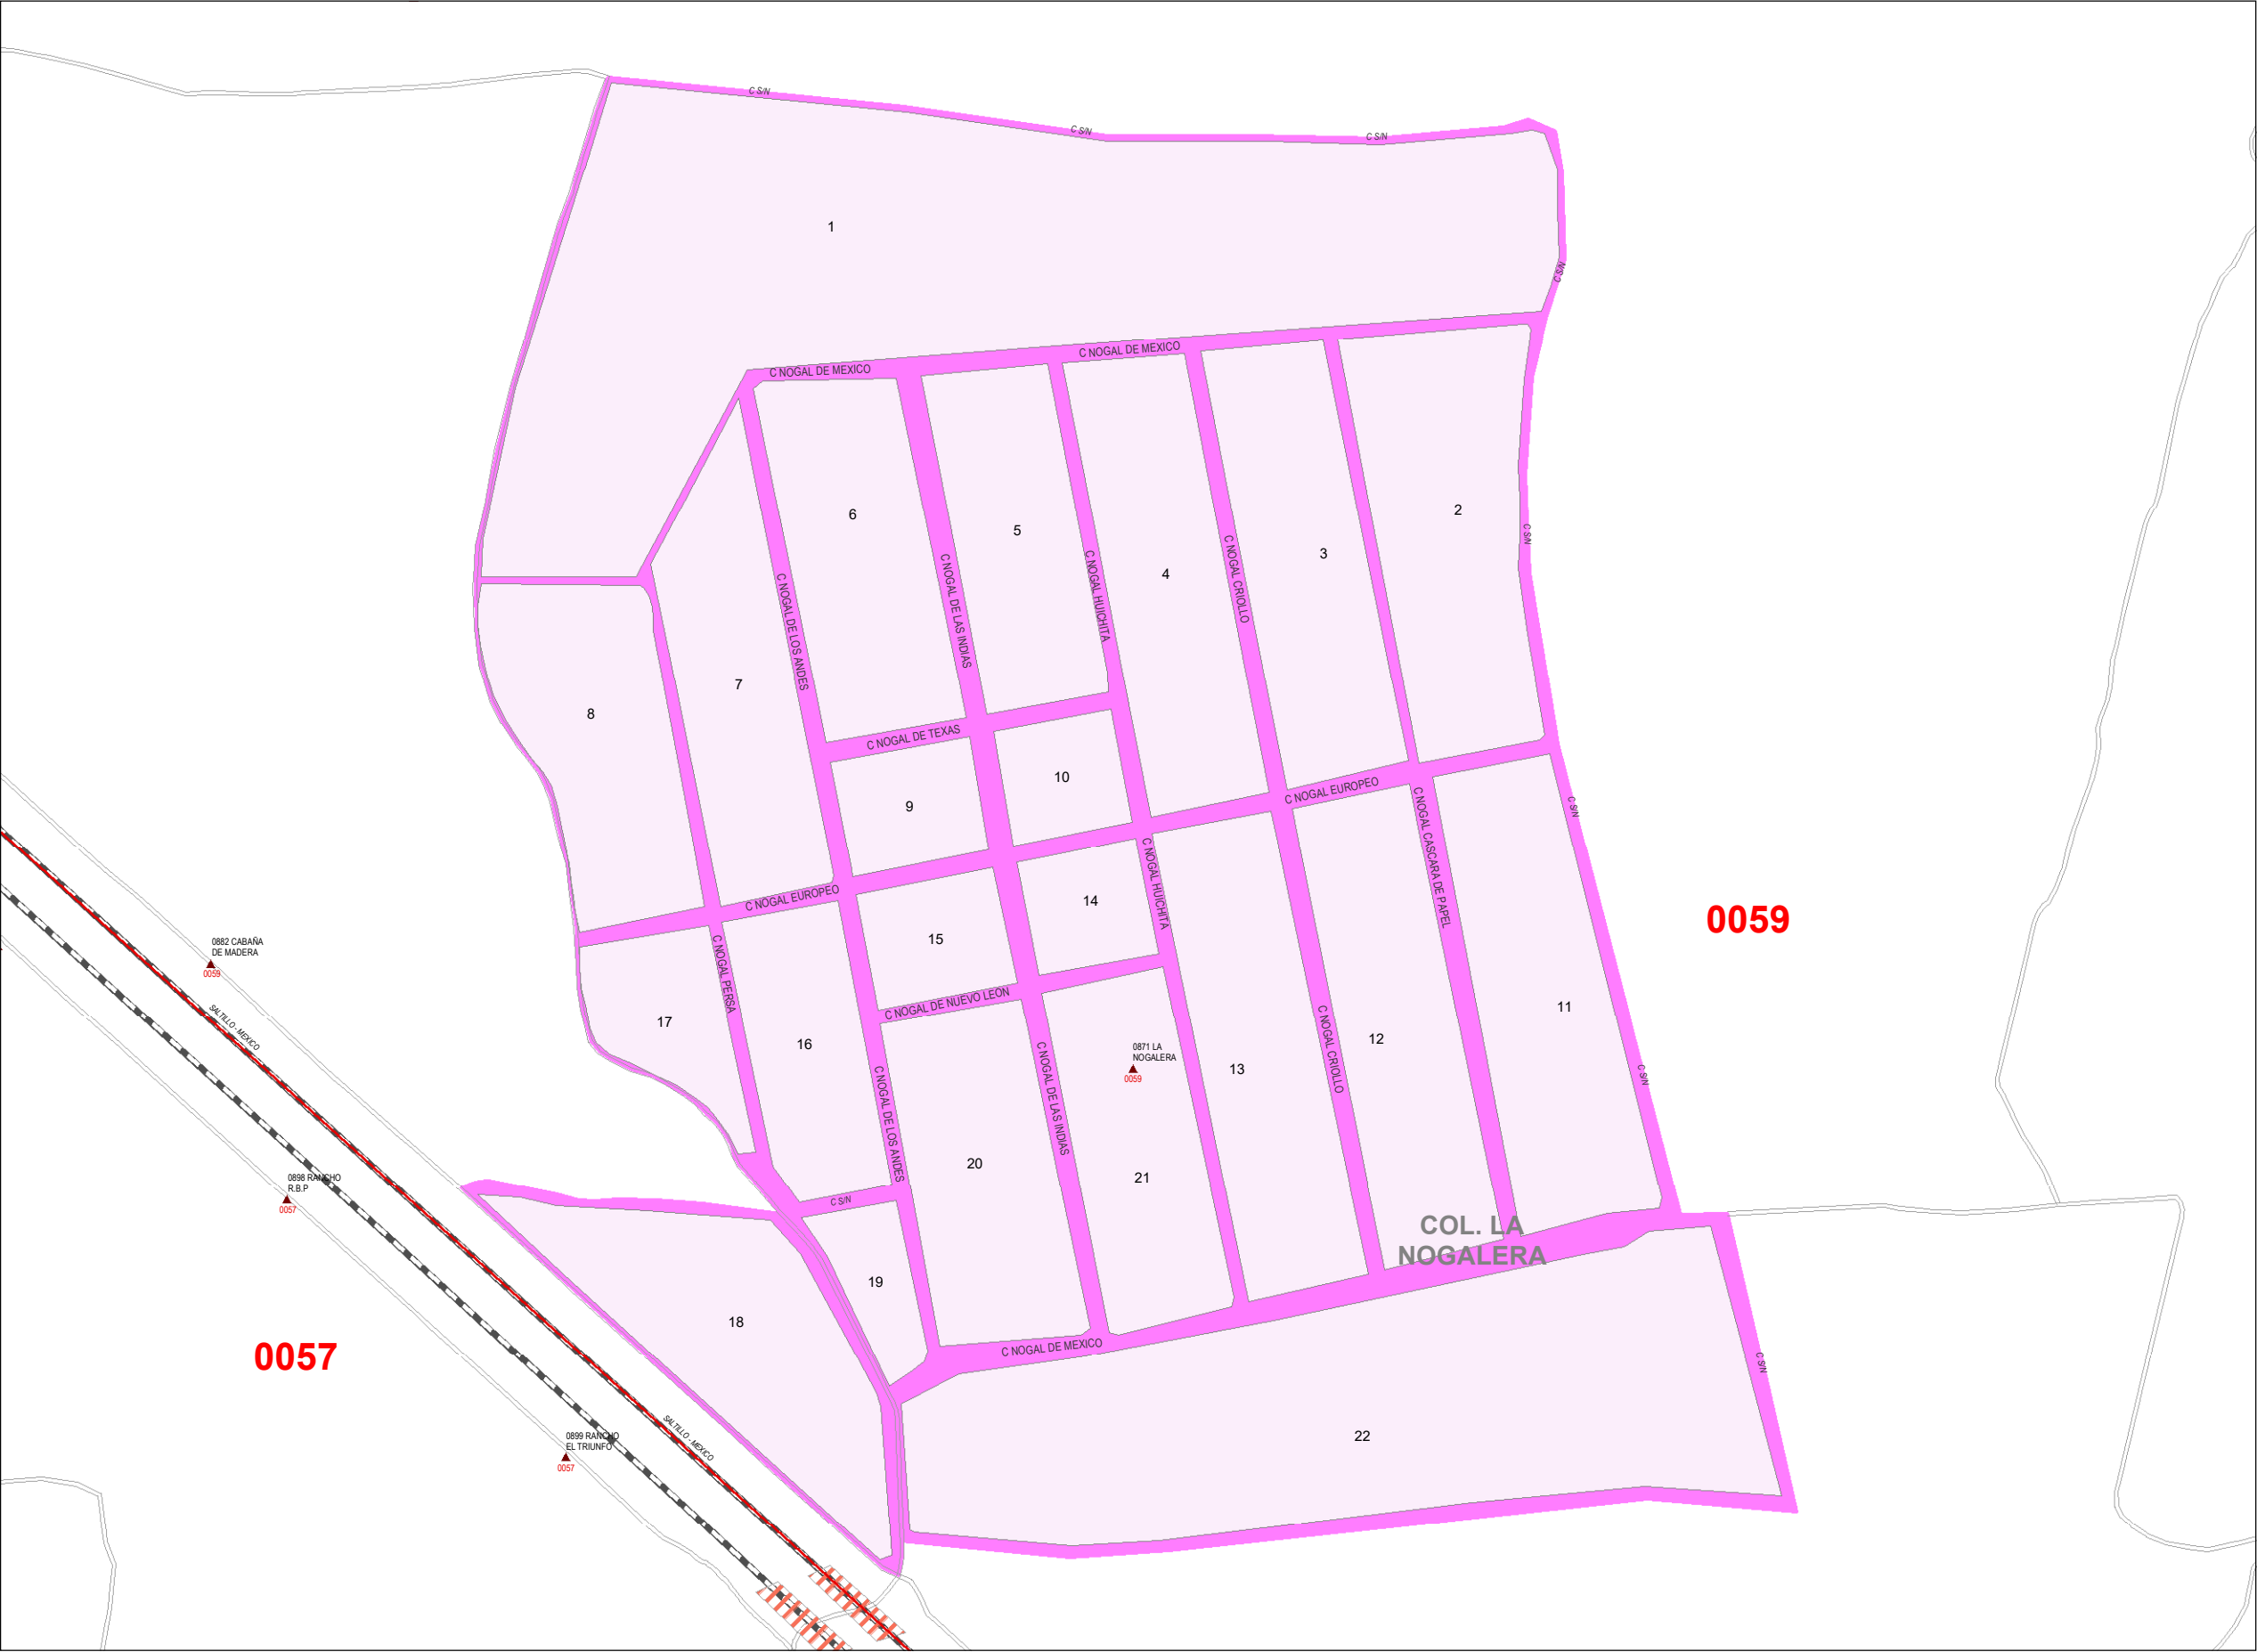 C S/N
C S/N
C S/N
1
C S/N
C NOGAL DE MEXICO
C NOGAL DE MEXICO
6
5
2
C S/N
3
4
C NOGAL DE LOS ANDES
C NOGAL DE LAS INDIAS
C NOGAL HUICHITA
C NOGAL CRIOLLO
7
8
C NOGAL DE TEXAS
10
9
C NOGAL EUROPEO
C S/N
C NOGAL CASCARA DE PAPEL
C NOGAL EUROPEO
C NOGAL HUICHITA
14
15
0059
0882 CABAÑA
DE MADERA
0059
C NOGAL PERSA
C NOGAL DE NUEVO LEON
11
17
16
12
SALTILLO - MEXICO
C NOGAL DE LOS ANDES
C NOGAL DE LAS INDIAS
0871 LA
NOGALERA
0059
13
C NOGAL CRIOLLO
C S/N
20
21
0898 RANCHO
R.B.P
0057
C S/N
COL. LA
NOGALERA
19
18
C NOGAL DE MEXICO
C S/N
0057
0899 RANCHO
EL TRIUNFO
0057
SALTILLO - MEXICO
22